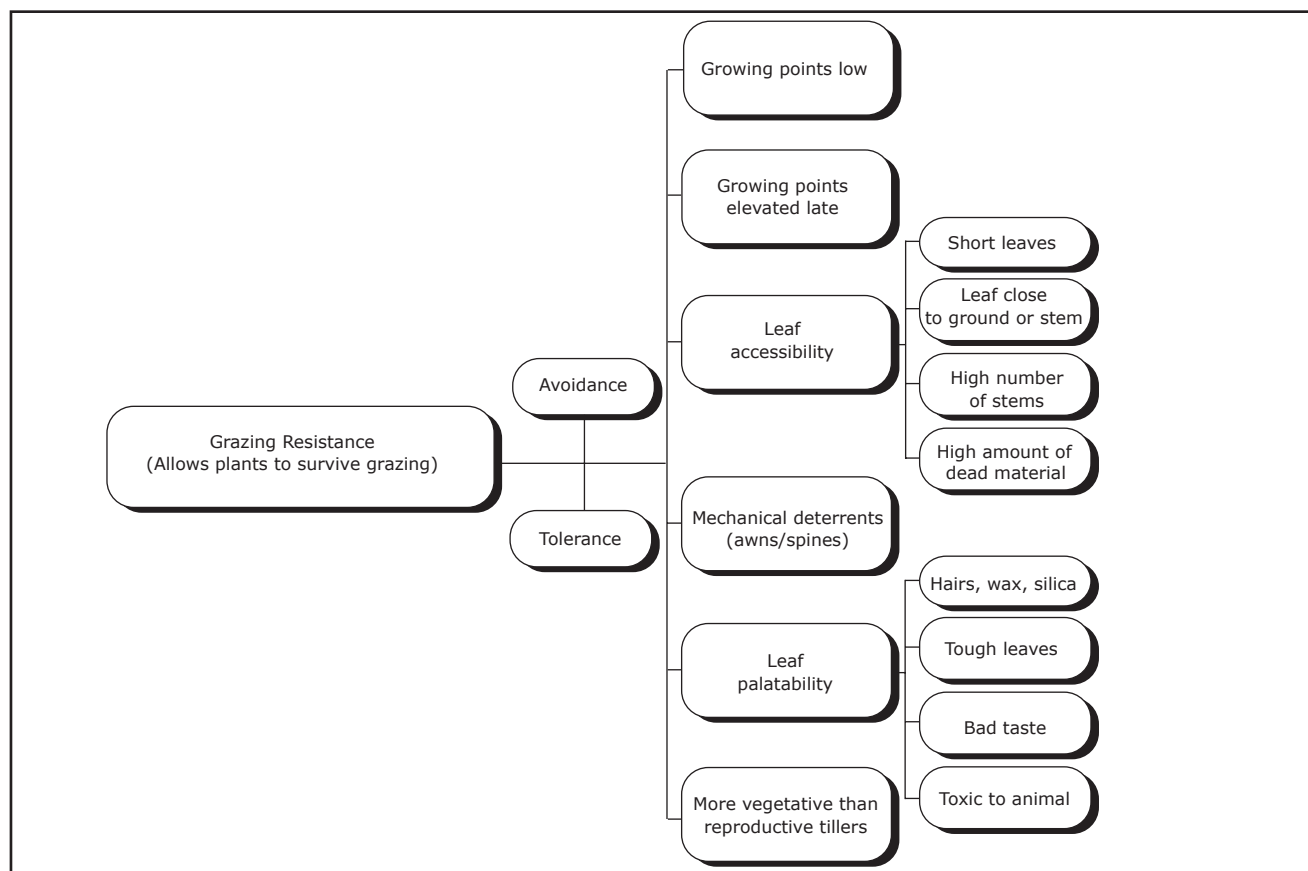 Growing points low
Growing points
elevated late
Short leaves
Leaf close
to ground or stem
Leaf
accessibility
High number
of stems
High amount of
dead material
Avoidance
Grazing Resistance
(Allows plants to survive grazing)
Tolerance
Mechanical deterrents
(awns/spines)
Hairs, wax, silica
Tough leaves
Leaf
palatability
Bad taste
Toxic to animal
More vegetative than
reproductive tillers